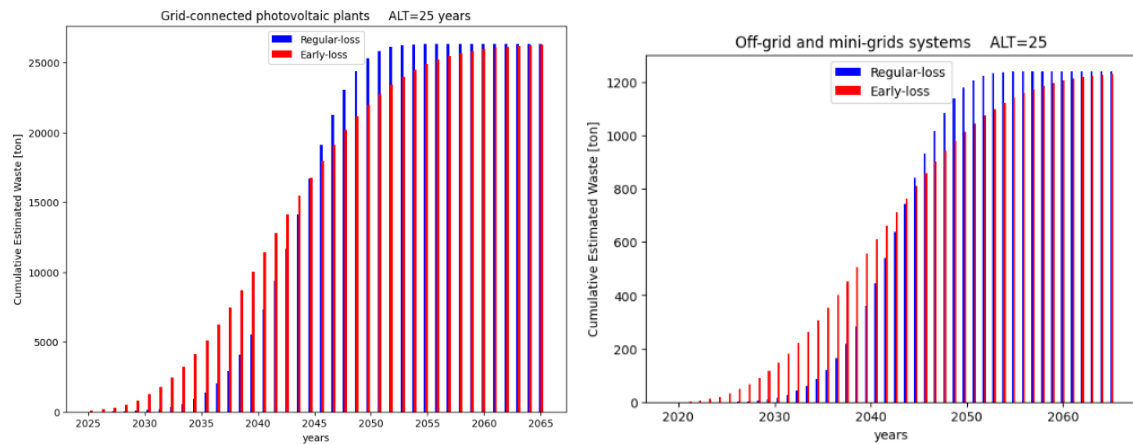 Grid-connected photovoltaic plants ALT=25 years
Regular-loss
Early-loss
Cumulative Estimated Waste [ton]
25000
20000
15000
10000
5000
0
2025 2030 2035 2040 2045 2050 2055 2060 2065
years
Off-grid and mini-grids systems ALT=25
Regular-loss
Early-loss
Cumulative Estimated Waste [ton]
1200
1000
800
600
400
200
0
2020 2030 2040 2050 2060
years